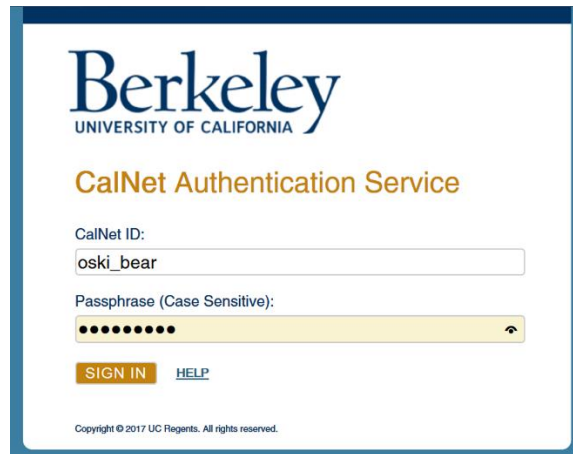 Berkeley
UNIVERSITY OF CALIFORNIA
CalNet Authentication Service
CalNet ID:
oski_bear
Passphrase (Case Sensitive):
●●●●●●●●●
SIGN IN HELP
Copyright © 2017 UC Regents. All rights reserved.